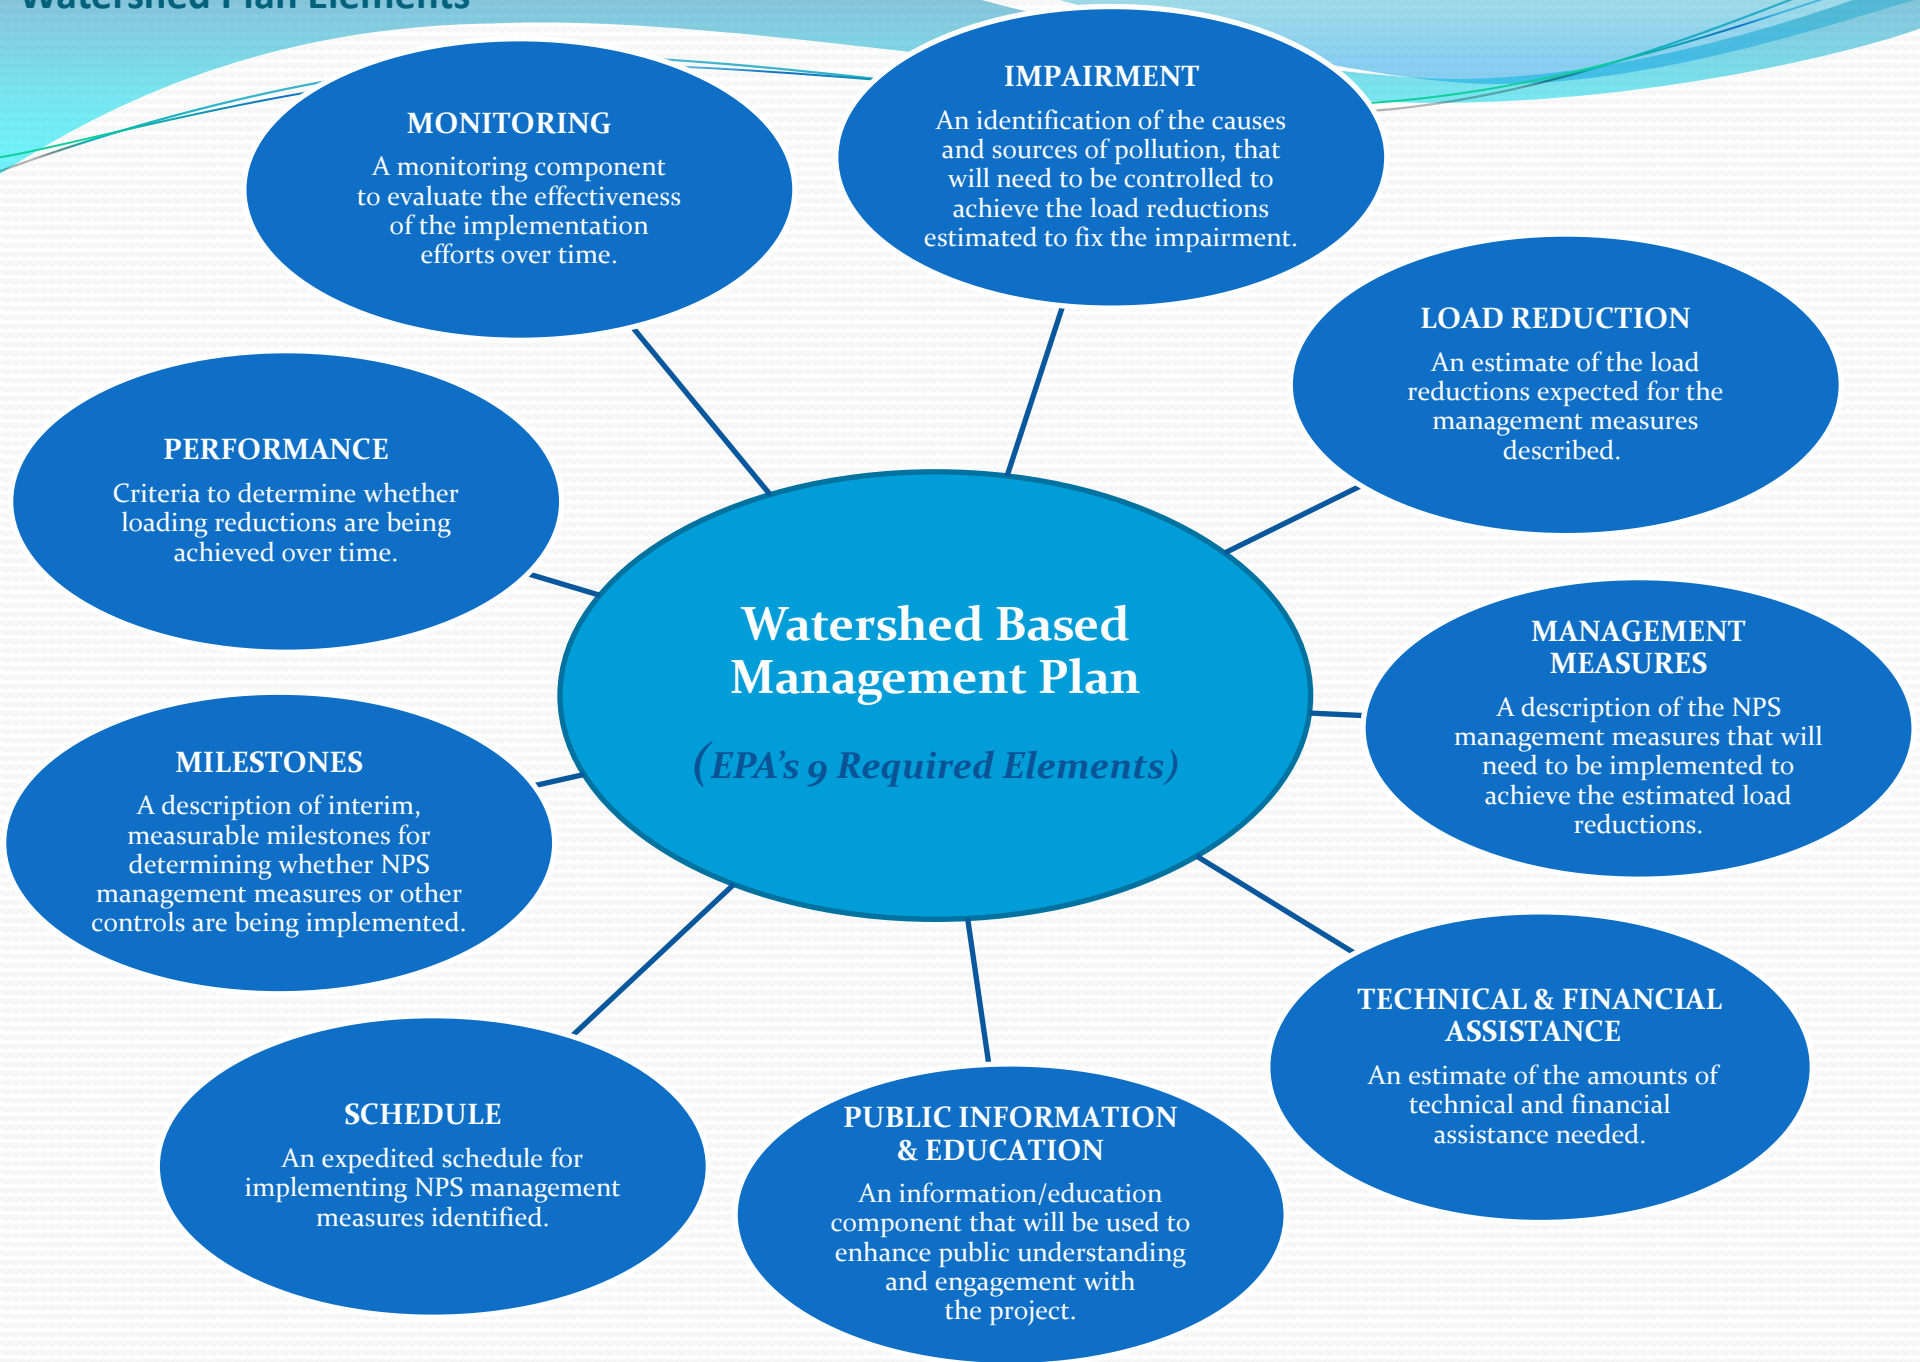 Watershed Plan Elements
IMPAIRMENT
An identification of the causes
and sources of pollution, that
will need to be controlled to
achieve the load reductions
estimated to fix the impairment.
LOAD REDUCTION
An estimate of the load
reductions expected for the
management measures
described.
MANAGEMENT
MEASURES
A description of the NPS
management measures that will
need to be implemented to
achieve the estimated load
reductions.
TECHNICAL & FINANCIAL
ASSISTANCE
An estimate of the amounts of
technical and financial
assistance needed.
PUBLIC INFORMATION
& EDUCATION
An information/education
component that will be used to
enhance public understanding
and engagement with
the project.
SCHEDULE
An expedited schedule for
implementing NPS management
measures identified.
MILESTONES
A description of interim,
measurable milestones for
determining whether NPS
management measures or other
controls are being implemented.
PERFORMANCE
Criteria to determine whether
loading reductions are being
achieved over time.
MONITORING
A monitoring component
to evaluate the effectiveness
of the implementation
efforts over time.
Watershed Based
Management Plan
(EPA's 9 Required Elements)